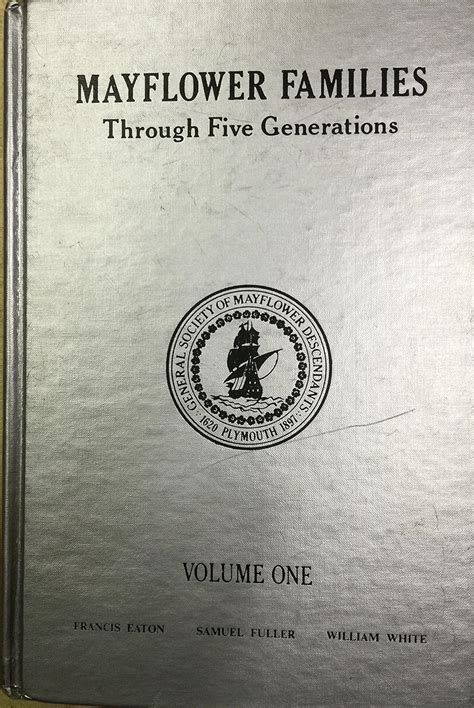 MAYFLOWER FAMILIES
Through Five Generations
GENERAL SOCIETY OF MAYFLOWER DESCENDANTS
1620 PLYMOUTH 1897
VOLUME ONE
FRANCIS EATON SAMUEL FULLER WILLIAM WHITE